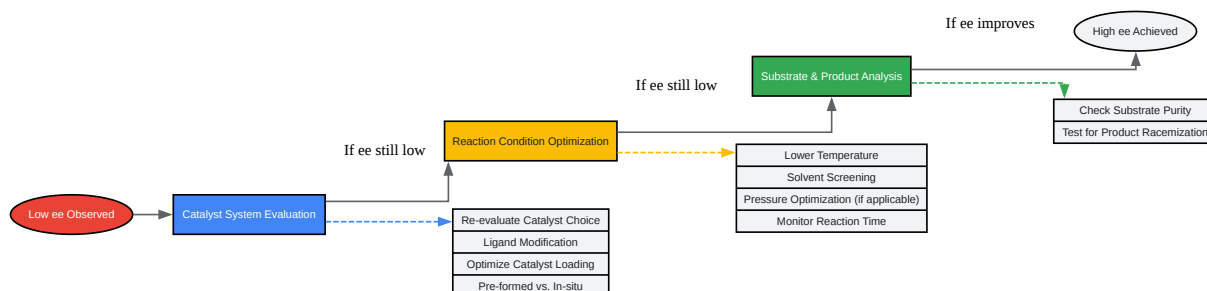 Low ee Observed
Catalyst System Evaluation
Re-evaluate Catalyst Choice
Ligand Modification
Optimize Catalyst Loading
Pre-formed vs. In-situ
If ee still low
Reaction Condition Optimization
Lower Temperature
Solvent Screening
Pressure Optimization (if applicable)
Monitor Reaction Time
If ee still low
Substrate & Product Analysis
Check Substrate Purity
Test for Product Racemization
If ee improves
High ee Achieved